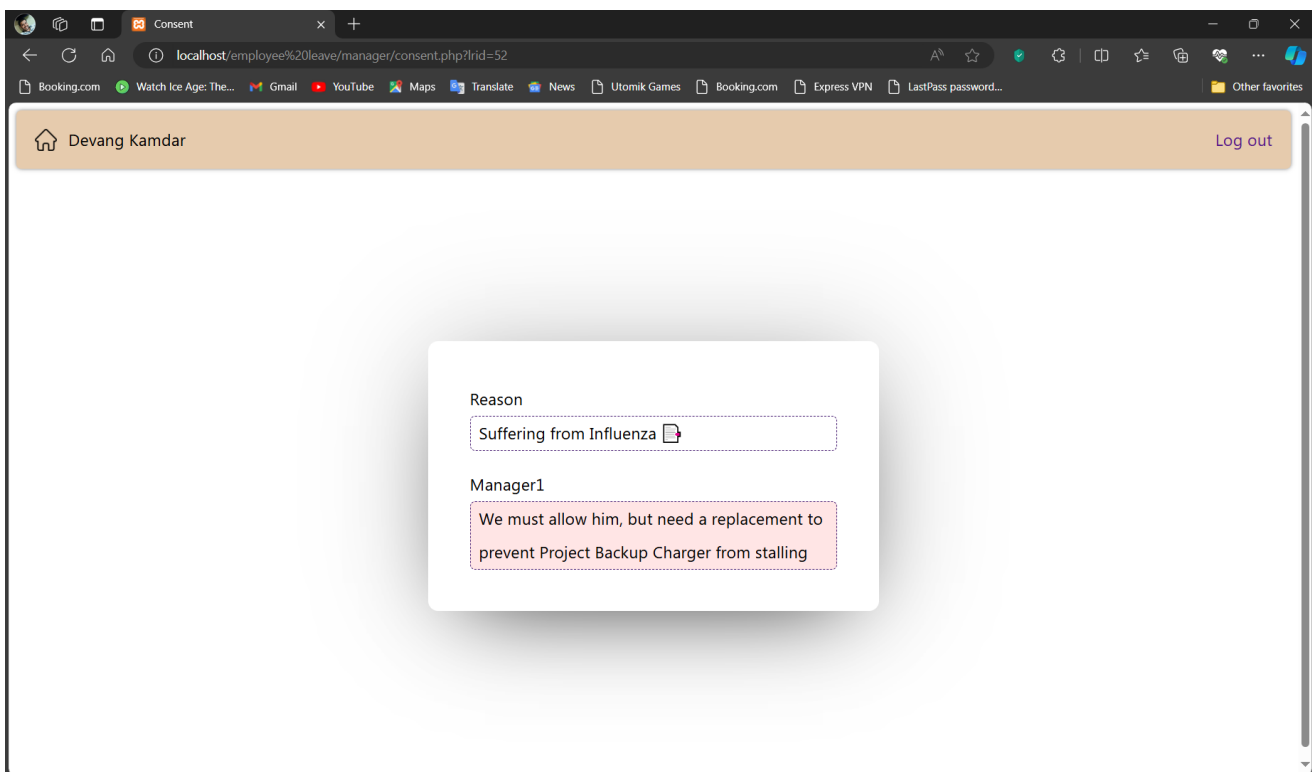 Consent
localhost/employee%20leave/manager/consent.php?lrid=52
Booking.com Watch Ice Age: The... Gmail YouTube Maps Translate News Utomik Games Booking.com Express VPN LastPass password... Other favorites
Devang Kamdar Log out
Reason
Suffering from Influenza
Manager1
We must allow him, but need a replacement to
prevent Project Backup Charger from stalling